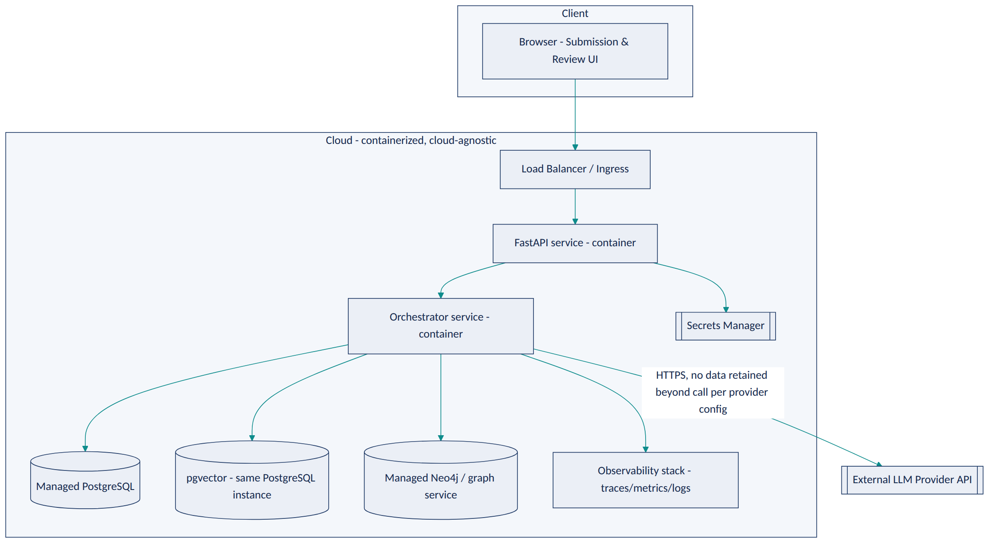 Client
Browser - Submission &
Review UI
Cloud - containerized, cloud-agnostic
Load Balancer / Ingress
FastAPI service - container
Orchestrator service -
container
Secrets Manager
HTTPS, no data retained
beyond call per provider
config
Managed PostgreSQL
pgvector - same PostgreSQL
instance
Managed Neo4j / graph
service
Observability stack -
traces/metrics/logs
External LLM Provider API